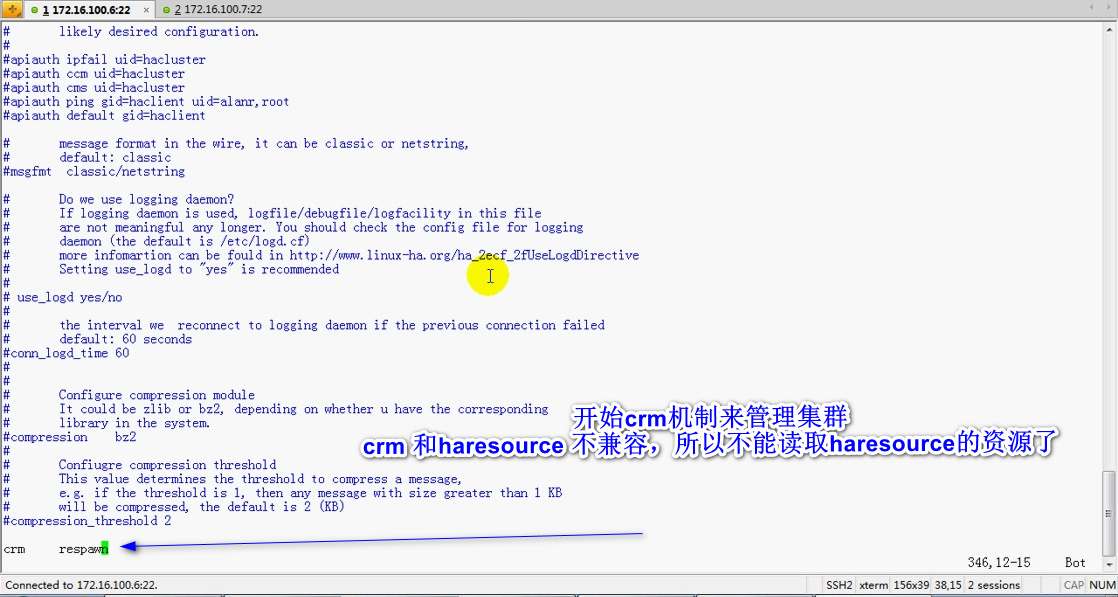 1 172.16.100.6:22 × 2 172.16.100.7:22
# likely desired configuration.
#
#apiauth ipfail uid=hacluster
#apiauth ccm uid=hacluster
#apiauth cms uid=hacluster
#apiauth ping gid=haclient uid=alanr,root
#apiauth default gid=haclient
# message format in the wire, it can be classic or netstring,
# default: classic
#msgfmt classic/netstring
# Do we use logging daemon?
# If logging daemon is used, logfile/debugfile/logfacility in this file
# are not meaningful any longer. You should check the config file for logging
# daemon (the default is /etc/logd.cf)
# more infomartion can be fould in http://www.linux-ha.org/ha_2ecf_2fUseLogdDirective
# Setting use_logd to "yes" is recommended
#
# use_logd yes/no
#
# the interval we reconnect to logging daemon if the previous connection failed
# default: 60 seconds
#conn_logd_time 60
#
#
# Configure compression module
# It could be zlib or bz2, depending on whether u have the corresponding
# library in the system.
#compression bz2
#
# Confiugre compression threshold
# This value determines the threshold to compress a message,
# e.g. if the threshold is 1, then any message with size greater than 1 KB
# will be compressed, the default is 2 (KB)
#compression_threshold 2
开始crm机制来管理集群
crm 和haresource 不兼容，所以不能读取haresource的资源了
crm respawn
346,12-15 Bot
Connected to 172.16.100.6:22. SSH2 xterm 156x39 38,15 2 sessions CAP NUM